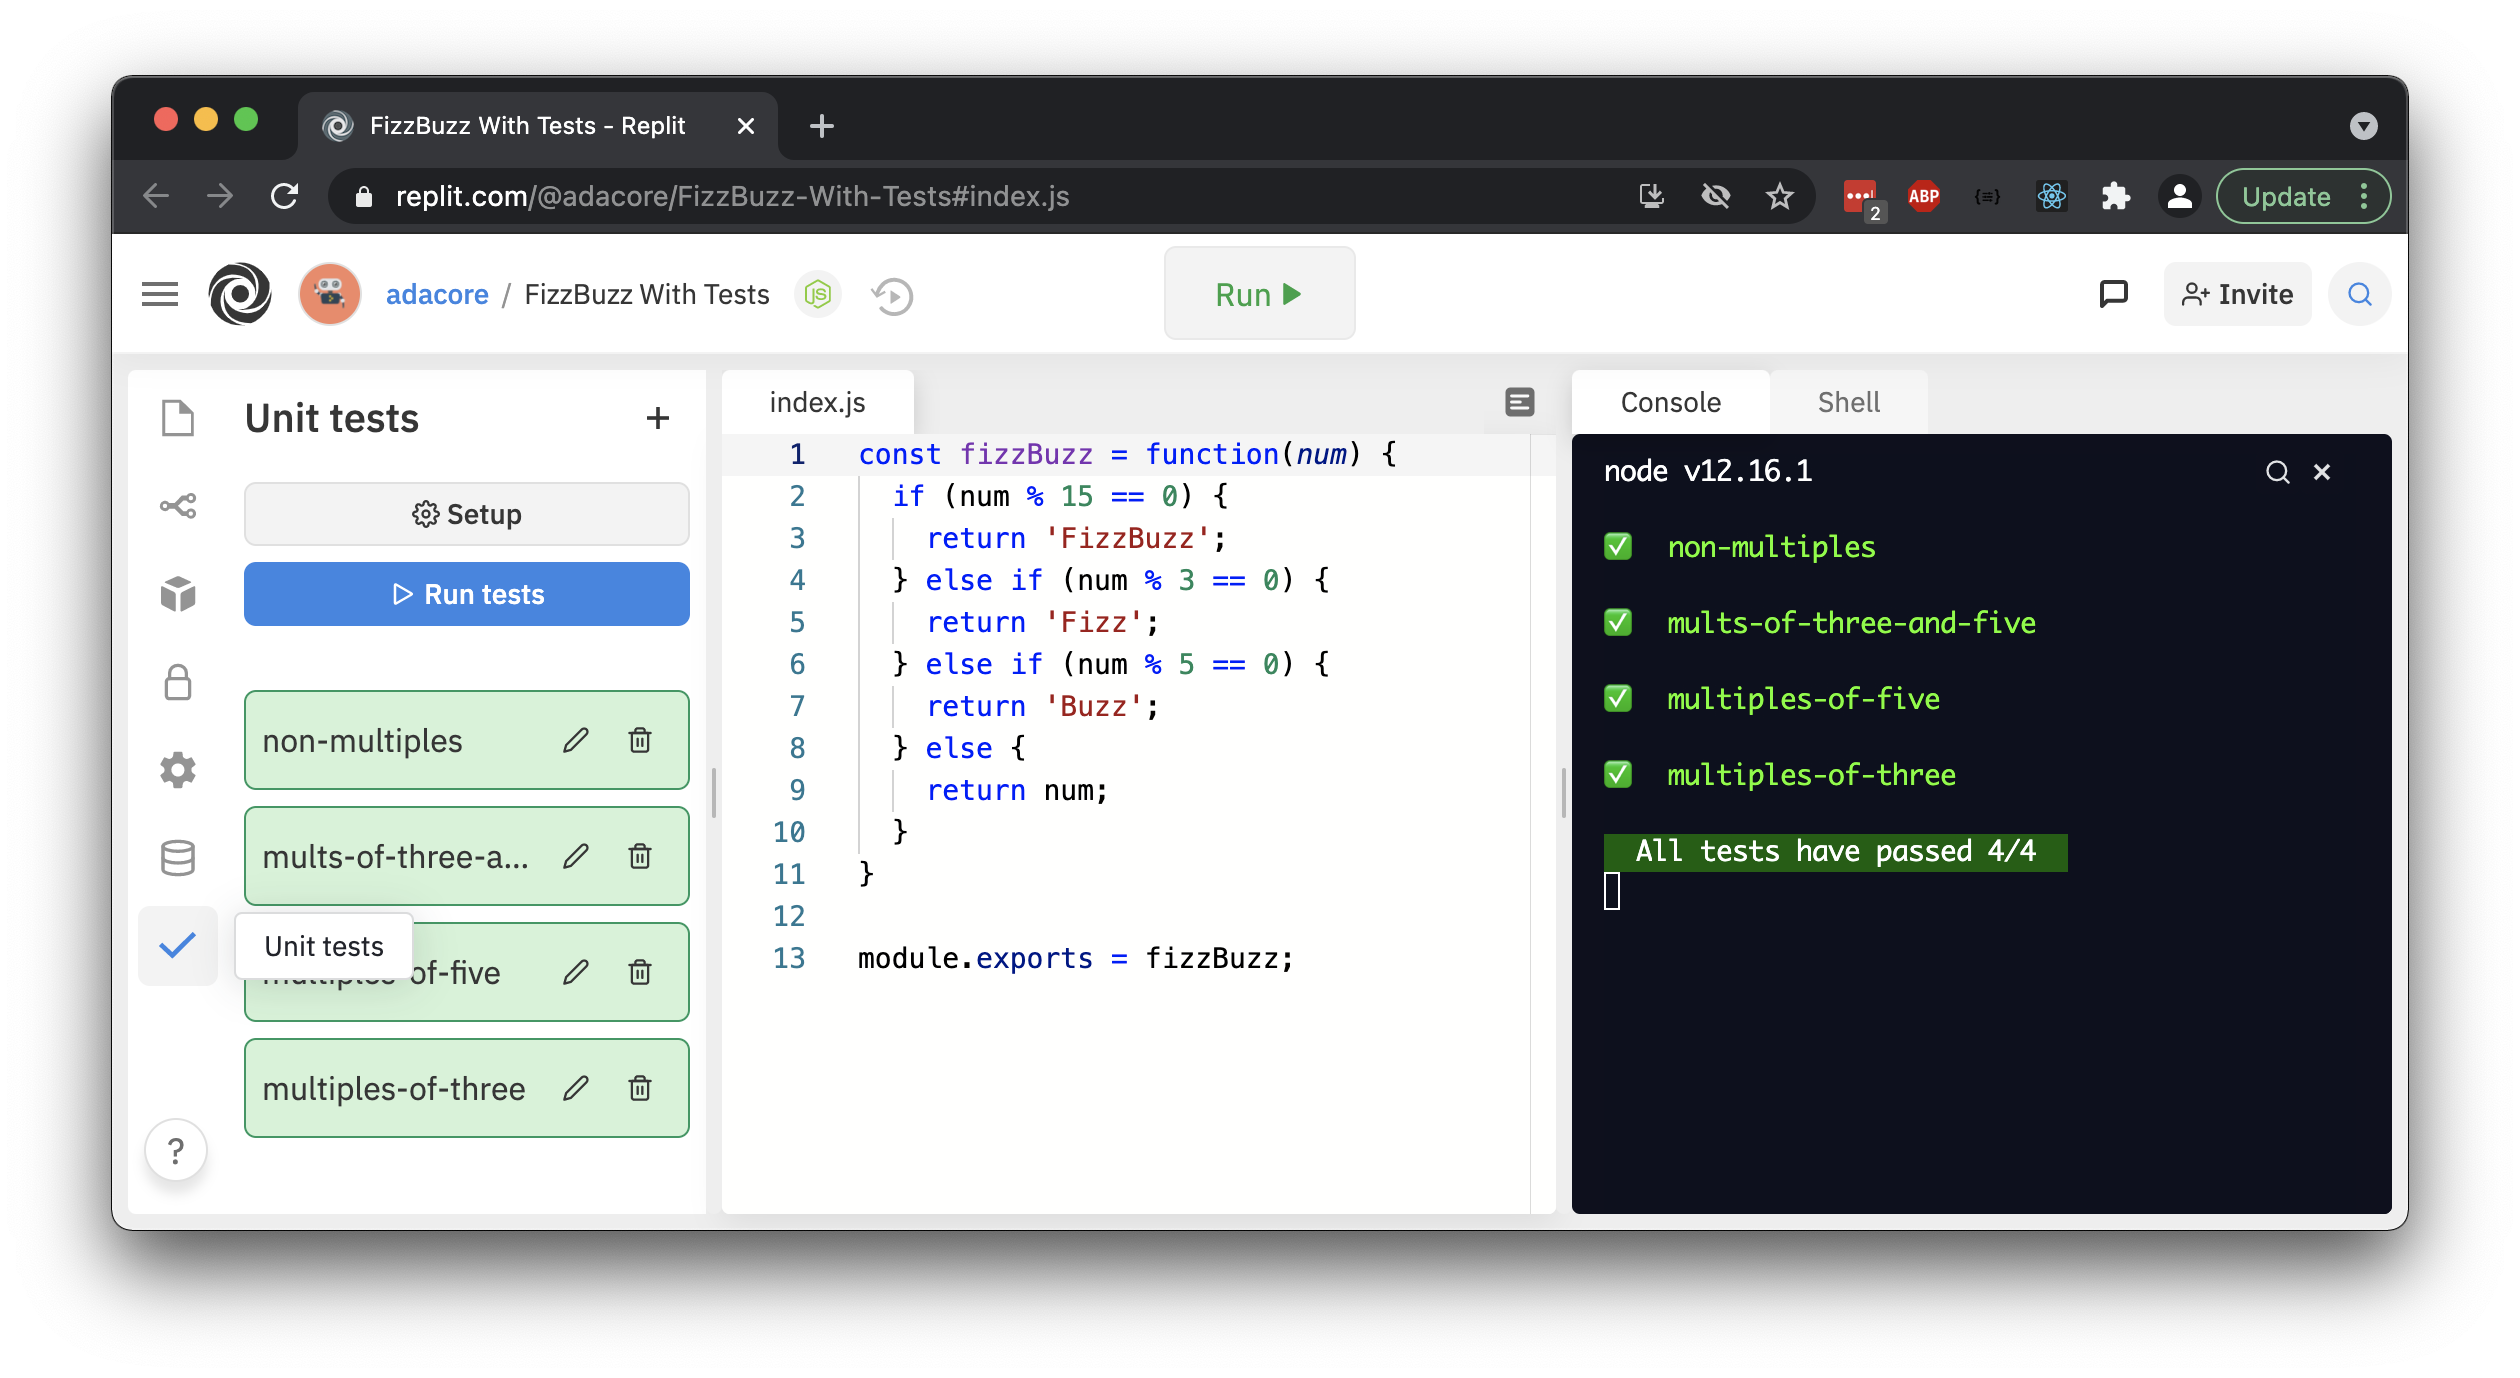 FizzBuzz With Tests - Replit
replit.com/@adacore/FizzBuzz-With-Tests#index.js
2
ABP
Update
adacore / FizzBuzz With Tests
JS
Run
Invite
Unit tests
Setup
Run tests
non-multiples
mults-of-three-a...
Unit tests
multiples-of-five
multiples-of-three
?
index.js
1 const fizzBuzz = function(num) {
2 if (num % 15 == 0) {
3 return 'FizzBuzz';
4 } else if (num % 3 == 0) {
5 return 'Fizz';
6 } else if (num % 5 == 0) {
7 return 'Buzz';
8 } else {
9 return num;
10 }
11 }
12
13 module.exports = fizzBuzz;
Console
Shell
node v12.16.1
✅ non-multiples
✅ mults-of-three-and-five
✅ multiples-of-five
✅ multiples-of-three
All tests have passed 4/4